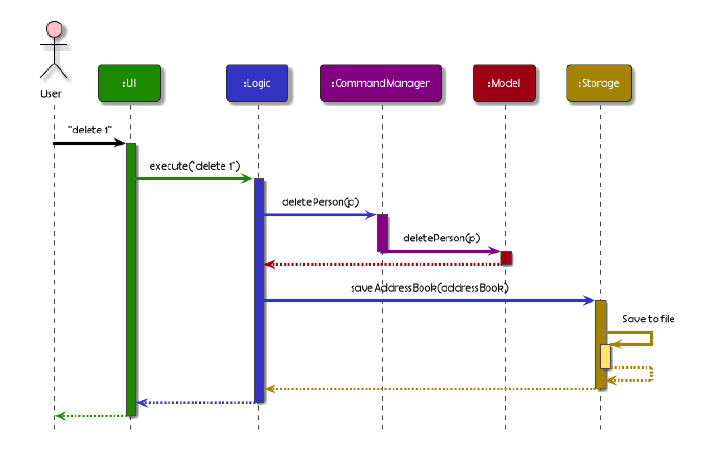 User
:UI
:Logic
:CommandManager
:Model
:Storage
"delete 1"
execute("delete 1")
deletePerson(p)
deletePerson(p)
saveAddressBook(addressBook)
Save to file